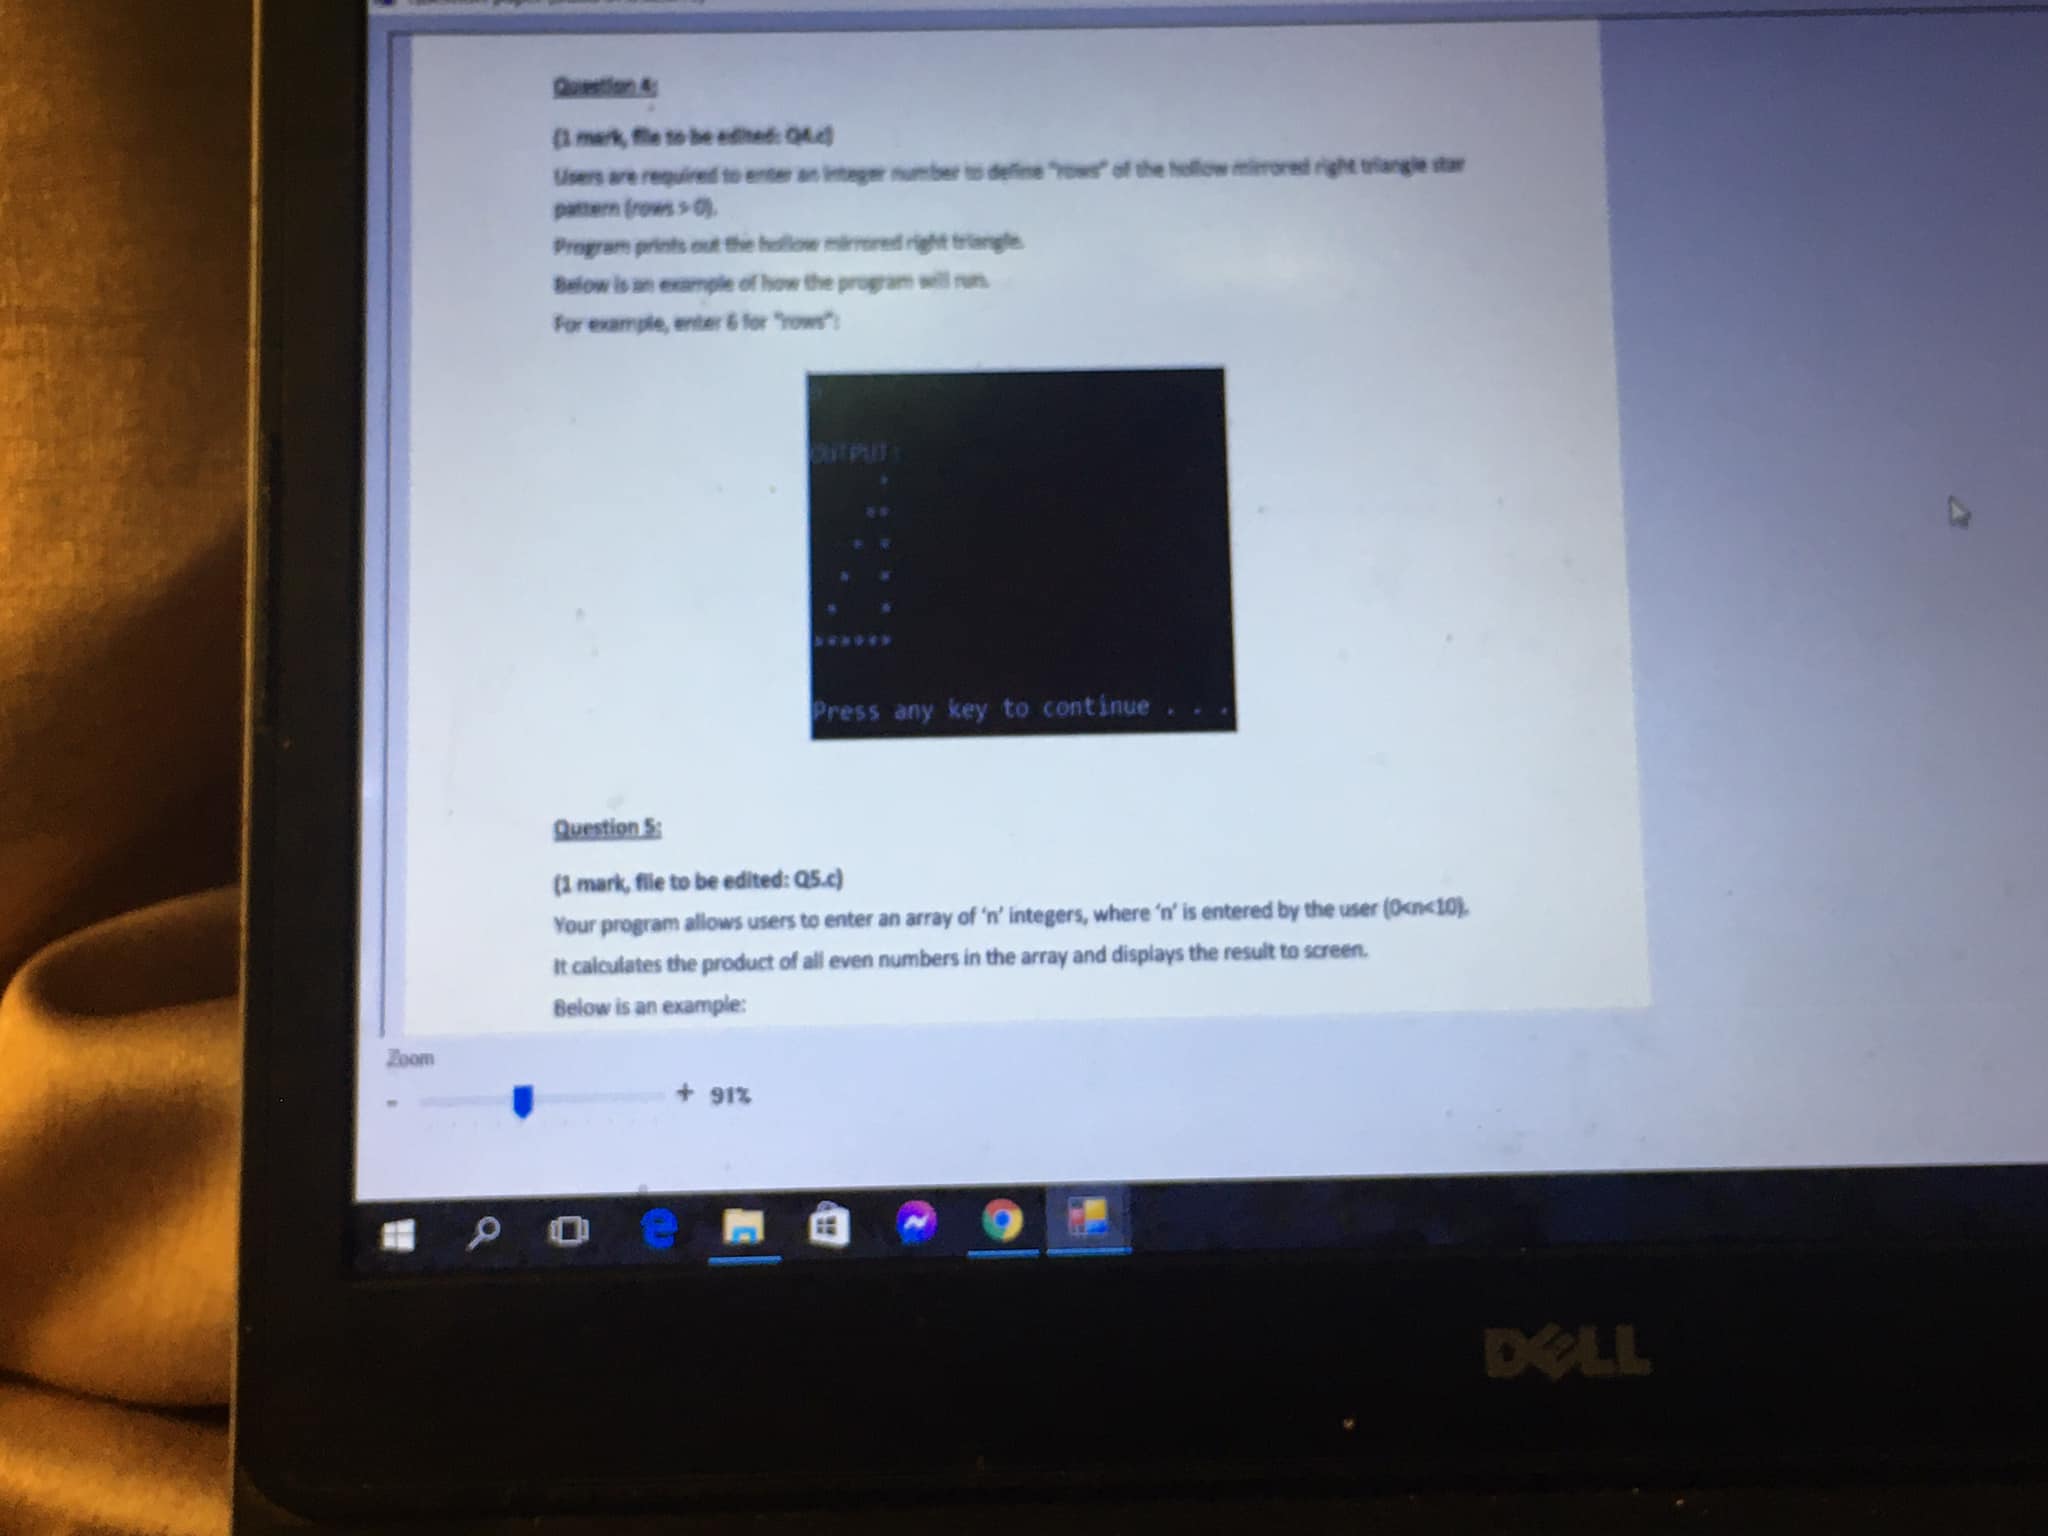 Question 4:
(1 mark, file to be edited: Q4.c)
Users are required to enter an integer number to define "rows" of the hollow mirrored right triangle star
pattern (rows > 0).
Program prints out the hollow mirrored right triangle.
Below is an example of how the program will run.
For example, enter 6 for "rows":
OUTPUT:
*
**
* *
*  *
*   *
******
Press any key to continue . . .
Question 5:
(1 mark, file to be edited: Q5.c)
Your program allows users to enter an array of 'n' integers, where 'n' is entered by the user (0<n<10).
It calculates the product of all even numbers in the array and displays the result to screen.
Below is an example:
Zoom
- + 91%
DELL